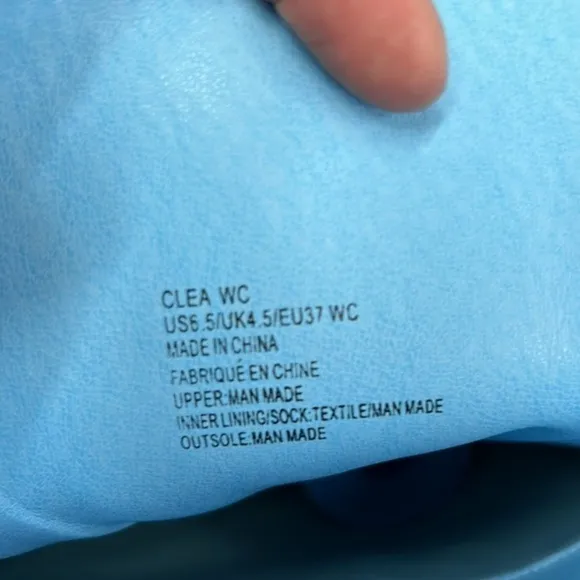 CLEA WC
US6.5/UK4.5/EU37 WC
MADE IN CHINA
FABRIQUÉ EN CHINE
UPPER:MAN MADE
INNER LINING/SOCK:TEXTILE/MAN MADE
OUTSOLE:MAN MADE